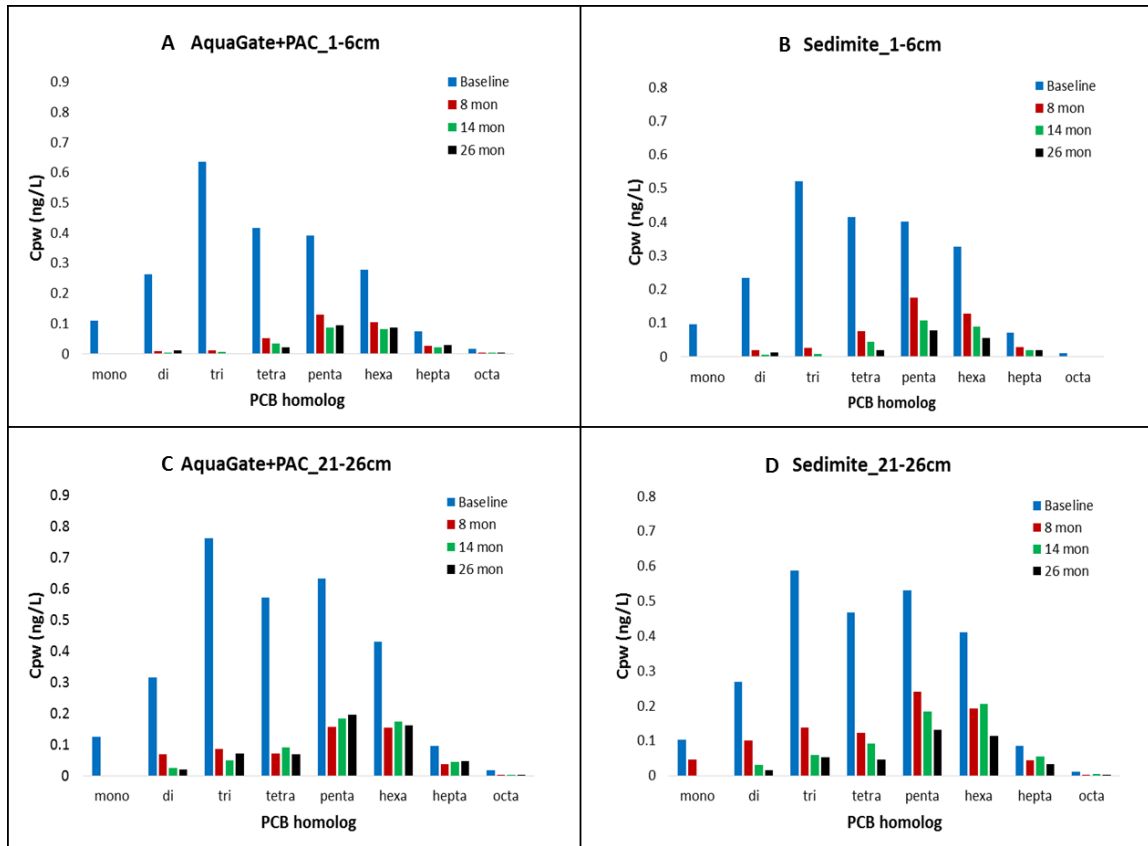 A AquaGate+PAC_1-6cm
Baseline
8 mon
14 mon
26 mon
Cpw (ng/L)
0.9
0.8
0.7
0.6
0.5
0.4
0.3
0.2
0.1
0
mono di tri tetra penta hexa hepta octa
PCB homolog
B Sedimite_1-6cm
Baseline
8 mon
14 mon
26 mon
Cpw (ng/L)
0.8
0.7
0.6
0.5
0.4
0.3
0.2
0.1
0
mono di tri tetra penta hexa hepta octa
PCB homolog
C AquaGate+PAC_21-26cm
Baseline
8 mon
14 mon
26 mon
Cpw (ng/L)
0.9
0.8
0.7
0.6
0.5
0.4
0.3
0.2
0.1
0
mono di tri tetra penta hexa hepta octa
PCB homolog
D Sedimite_21-26cm
Baseline
8 mon
14 mon
26 mon
Cpw (ng/L)
0.8
0.7
0.6
0.5
0.4
0.3
0.2
0.1
0
mono di tri tetra penta hexa hepta octa
PCB homolog